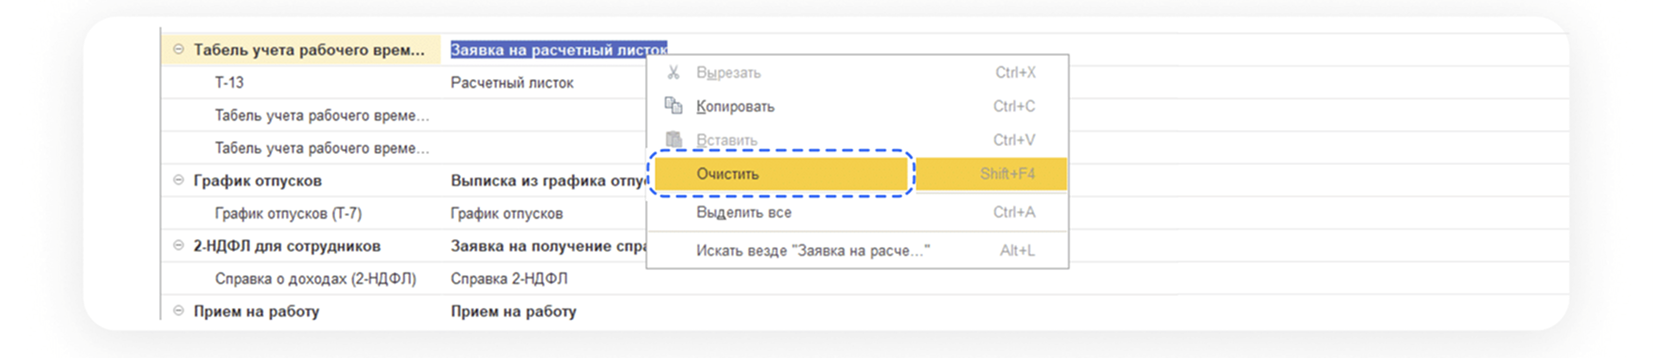 Табель учета рабочего врем... Заявка на расчетный листок
Вырезать Ctrl+X
Т-13 Расчетный листок
Копировать Ctrl+C
Табель учета рабочего време...
Вставить Ctrl+V
Табель учета рабочего време...
Очистить Shift+F4
График отпусков Выписка из графика отпу
График отпусков (Т-7) График отпусков
Выделить все Ctrl+A
2-НДФЛ для сотрудников Заявка на получение спра
Искать везде "Заявка на расче..." Alt+L
Справка о доходах (2-НДФЛ) Справка 2-НДФЛ
Прием на работу Прием на работу